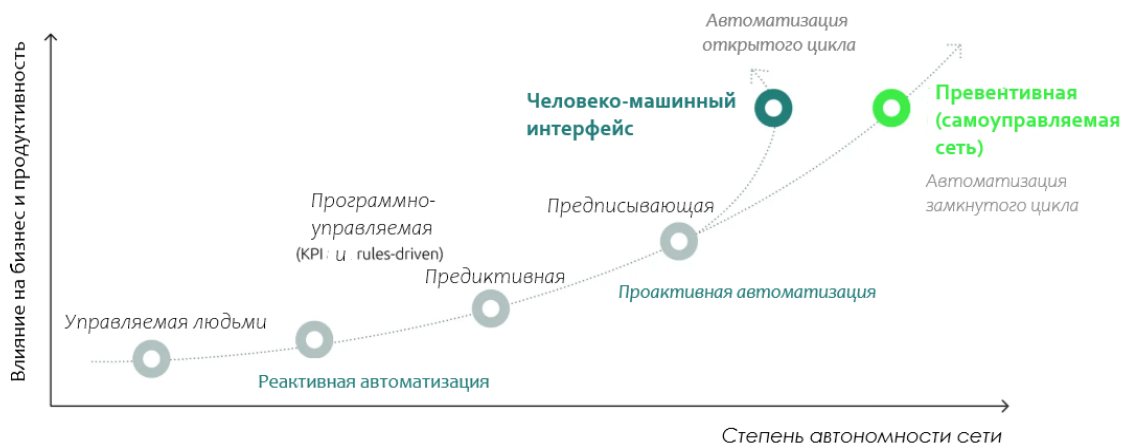 Влияние на бизнес и продуктивность
Автоматизация
открытого цикла
Человеко-машинный
интерфейс
Превентивная
(самоуправляемая
сеть)
Автоматизация
замкнутого цикла
Программно-
управляемая
(KPI и rules-driven)
Предписывающая
Предиктивная
Проактивная автоматизация
Управляемая людьми
Реактивная автоматизация
Степень автономности сети